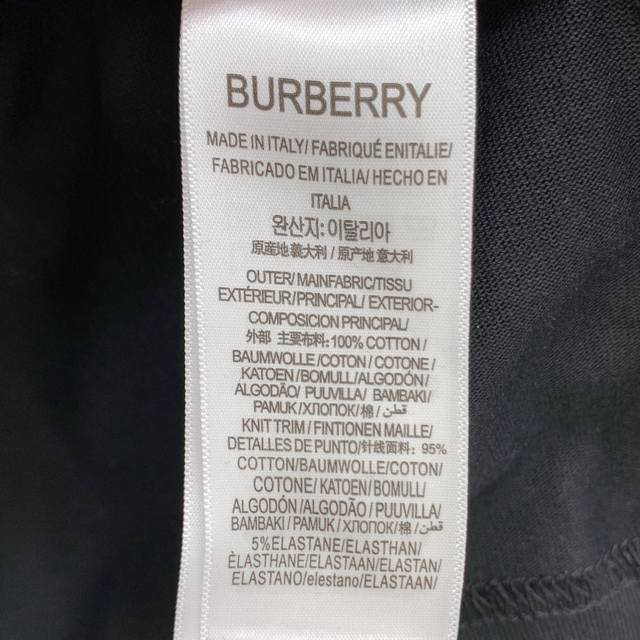 BURBERRY
MADE IN ITALY/ FABRIQUÉ ENITALIE/
FABRICADO EM ITALIA/ HECHO EN
ITALIA
완산지: 이탈리아
原産地 義大利 / 原产地 意大利
OUTER/ MAINFABRIC/TISSU
EXTÉRIEUR/PRINCIPAL/ EXTERIOR-
COMPOSICION PRINCIPAL/
外部 主要布料: 100% COTTON/
BAUMWOLLE/COTON/ COTONE/
KATOEN/ BOMULL/ALGODÓN/
ALGODÃO/ PUUVILLA/ BAMBAKI/
PAMUK/ХЛОПОК/棉/ قطن/
KNIT TRIM/ FINTIONEN MAILLE/
DETALLES DE PUNTO/针线面料: 95%
COTTON/BAUMWOLLE/COTON/
COTONE/ KATOEN/ BOMULL/
ALGODÓN/ALGODÃO/ PUUVILLA/
BAMBAKI / PAMUK /ХЛОПОК/棉/ قطن/
5%ELASTANE/ELASTHAN/
ÈLASTHANE/ELASTAN/ELASTAAN/
ELASTANO/elestano/ELASTAAN/